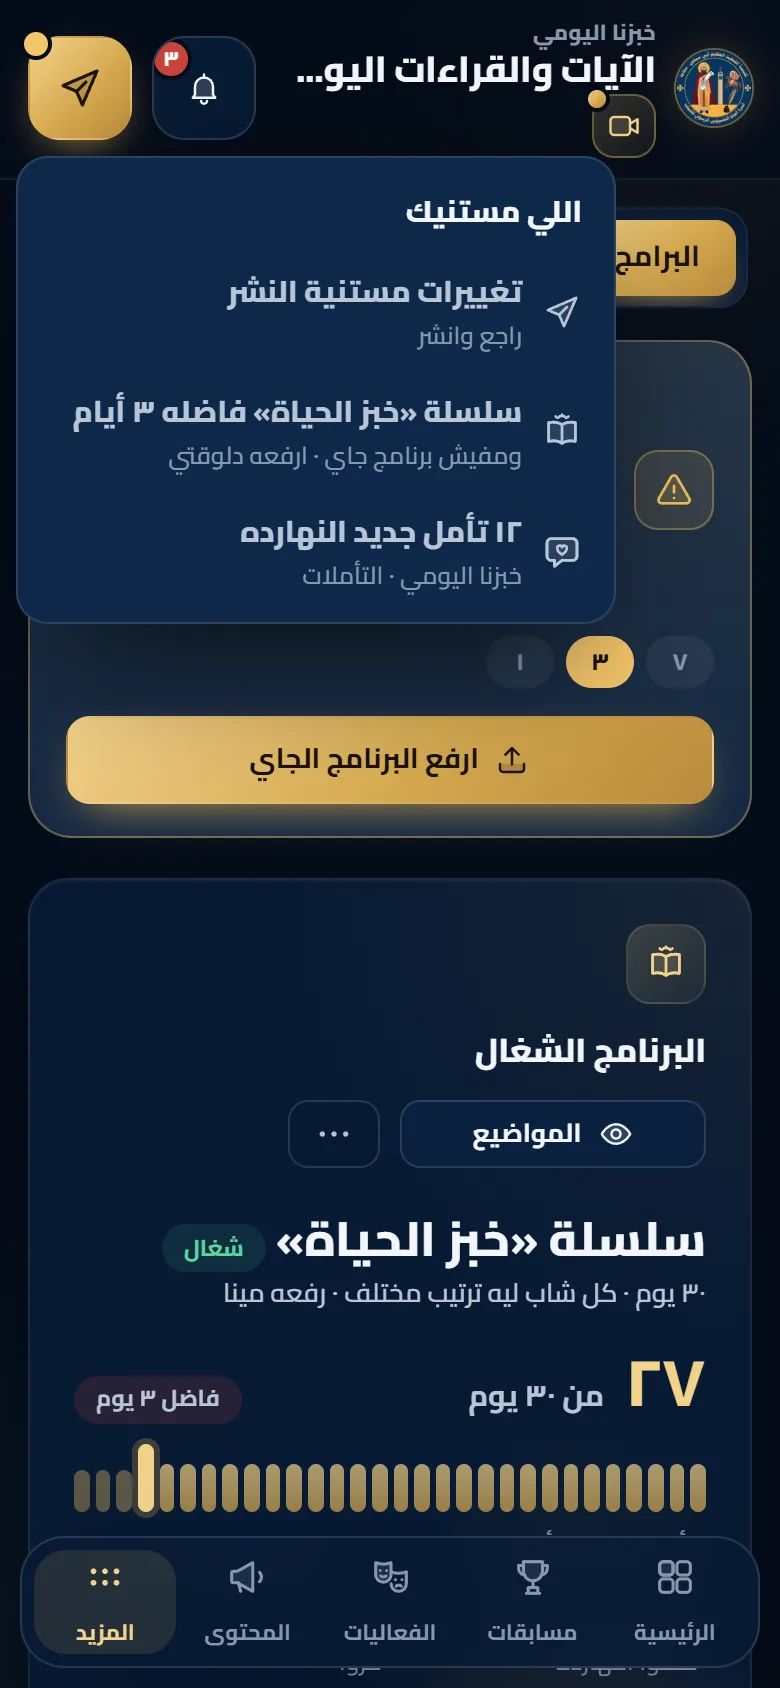 خبزنا اليومي
الآيات والقراءات اليو...
٣
اللي مستنيك
تغييرات مستنية النشر
راجع وانشر
سلسلة «خبز الحياة» فاضله ٣ أيام
ومفيش برنامج جاي · ارفعه دلوقتي
١٢ تأمل جديد النهارده
خبزنا اليومي · التأملات
البرامج
٧ ٣ ١
ارفع البرنامج الجاي
البرنامج الشغال
المواضيع
سلسلة «خبز الحياة» شغال
٣٠ يوم · كل شاب ليه ترتيب مختلف · رفعه مينا
٢٧ من ٣٠ يوم
فاضل ٣ يوم
الرئيسية
مسابقات
الفعاليات
المحتوى
المزيد